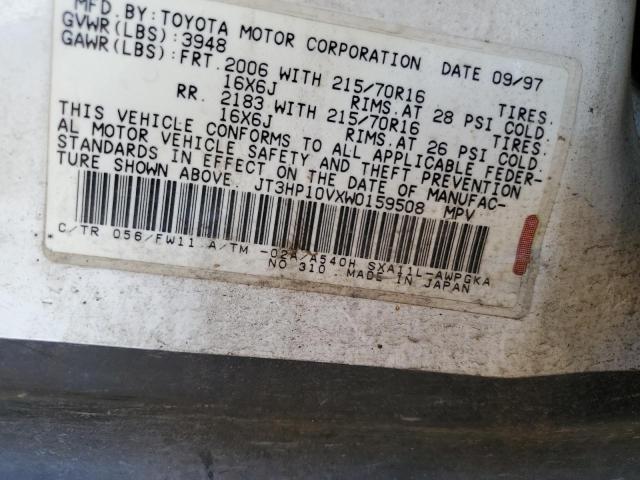 MFD. BY: TOYOTA MOTOR CORPORATION DATE 09/97
GVWR(LBS):3948
GAWR(LBS):FRT. 2006 WITH 215/70R16 TIRES.
16X6J RIMS.AT 28 PSI COLD.
RR. 2183 WITH 215/70R16 TIRES.
16X6J RIMS.AT 26 PSI COLD.
THIS VEHICLE CONFORMS TO ALL APPLICABLE FEDER-
AL MOTOR VEHICLE SAFETY AND THEFT PREVENTION
STANDARDS IN EFFECT ON THE DATE OF MANUFAC-
TURE SHOWN ABOVE. JT3HP10VXW0159508 MPV
C/TR 056/FW11 A/TM -02A/A540H SXA11L-AWPGKA
NO 310 MADE IN JAPAN